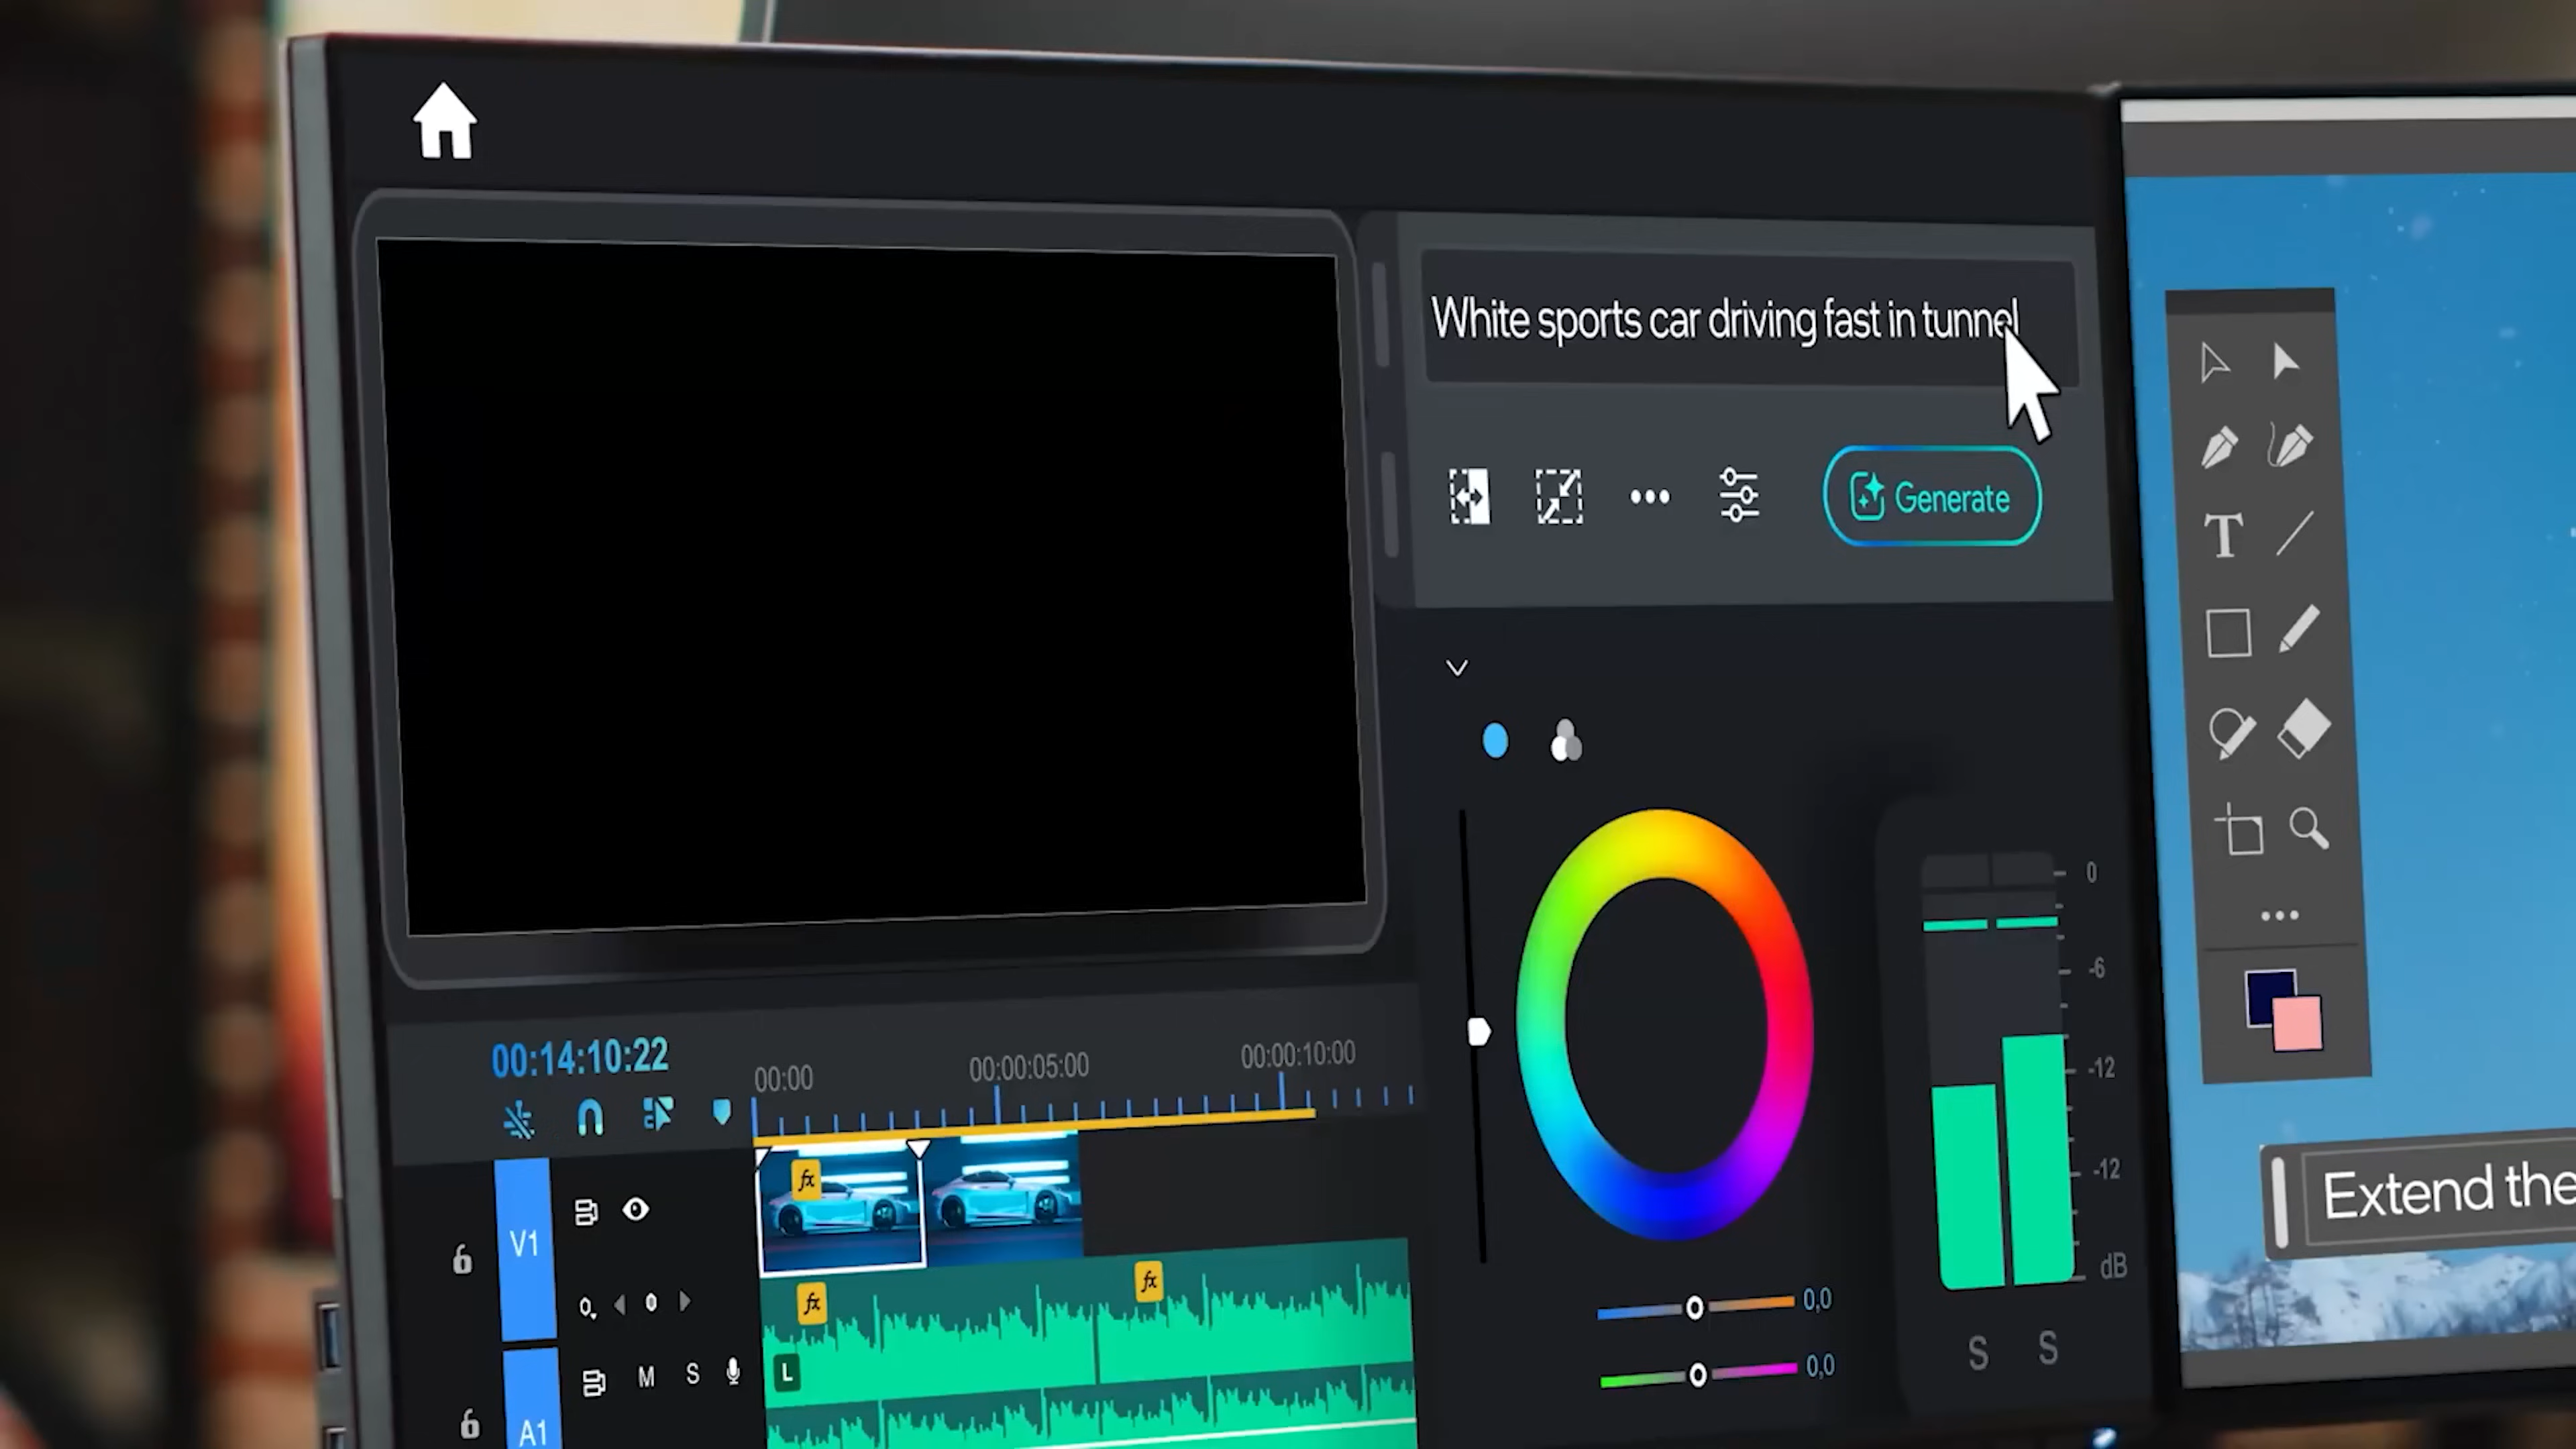 White sports car driving fast in tunnel
Generate
T
0
-6
-12
-12
dB
S S
0,0
0,0
00:14:10:22
00:00
00:00:05:00
00:00:10:00
fx
V1
fx
fx
L
M S
A1
Extend the